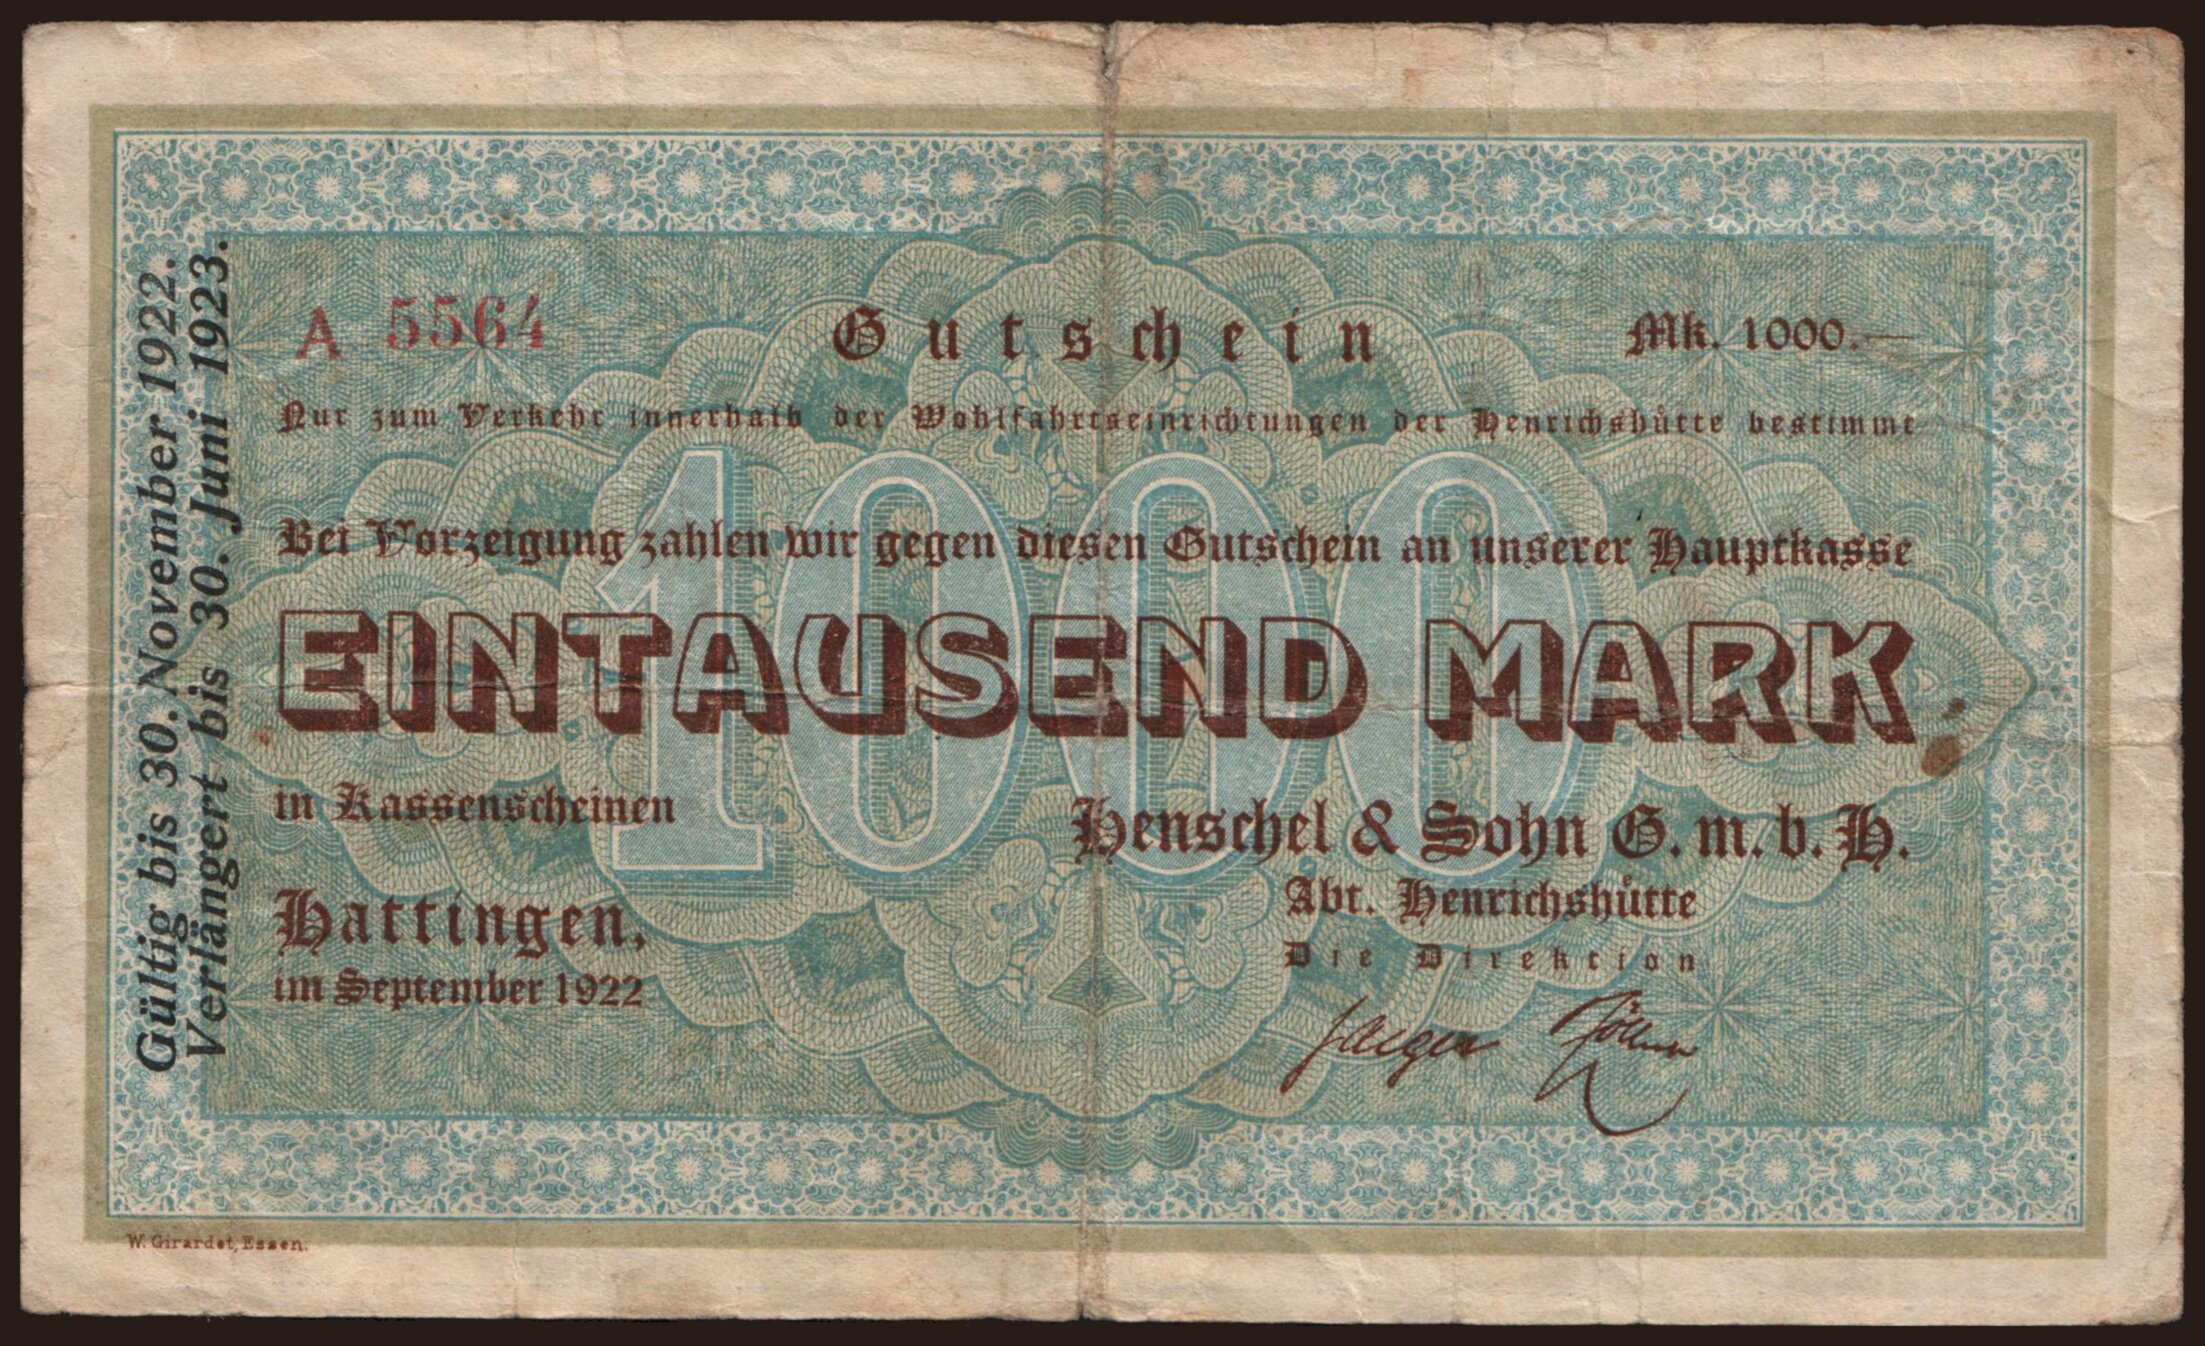 A 5564
Gutschein
Mk. 1000.—
Nur zum Verkehr innerhalb der Wohlfahrtseinrichtungen der Henrichshütte bestimmt
Bei Vorzeigung zahlen wir gegen diesen Gutschein an unserer Hauptkasse
1000
EINTAUSEND MARK
in Kassenscheinen
Henschel & Sohn G. m. b. H.
Abt. Henrichshütte
Die Direktion
Hattingen,
im September 1922
Jaeger
Gültig bis 30. November 1922.
Verlängert bis 30. Juni 1923.
W. Girardet, Essen.